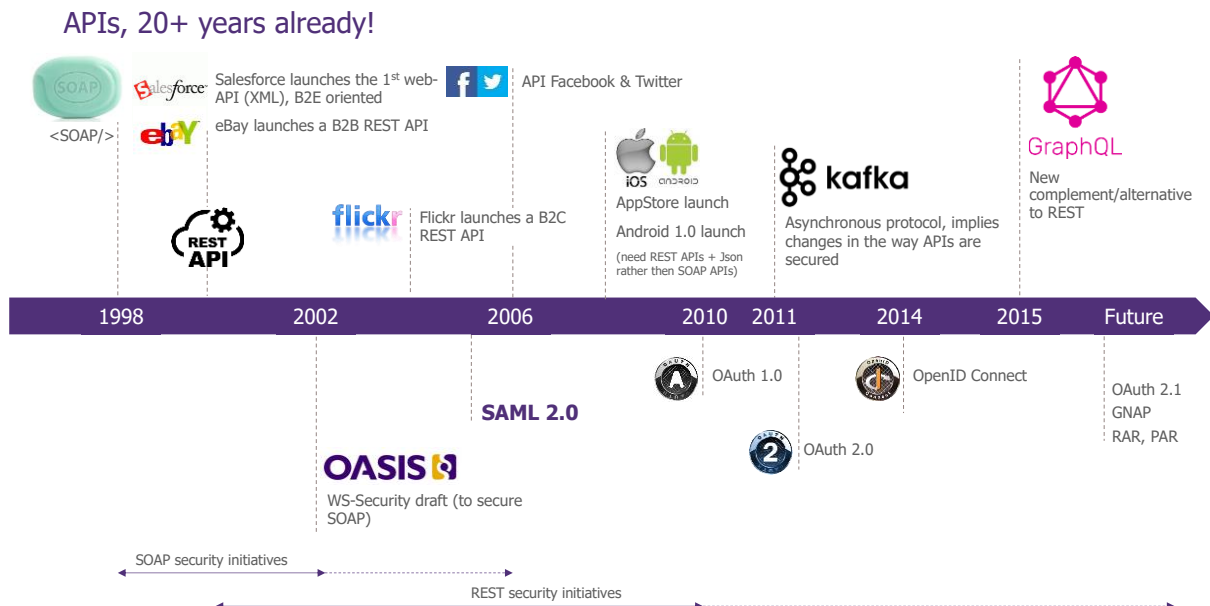 APIs, 20+ years already!
SOAP
<SOAP/>
salesforce
Salesforce launches the 1st web-
API (XML), B2E oriented
ebay
eBay launches a B2B REST API
REST
API
flickr
Flickr launches a B2C
REST API
f
API Facebook & Twitter
iOS
android
AppStore launch
Android 1.0 launch
(need REST APIs + Json
rather then SOAP APIs)
kafka
Asynchronous protocol, implies
changes in the way APIs are
secured
GraphQL
New
complement/alternative
to REST
1998
2002
2006
2010
2011
2014
2015
Future
OAUTH
A
OAuth 1.0
OAUTH
2
OAuth 2.0
OPENID
OpenID Connect
OAuth 2.1
GNAP
RAR, PAR
SAML 2.0
OASIS
WS-Security draft (to secure
SOAP)
SOAP security initiatives
REST security initiatives